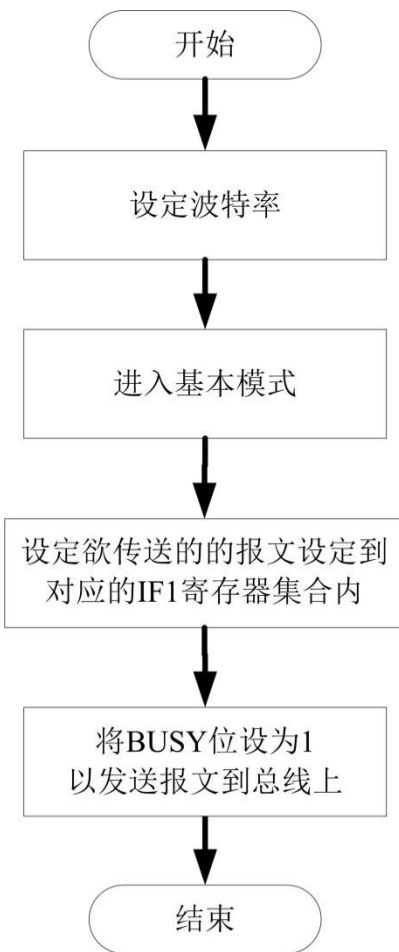 开始
设定波特率
进入基本模式
设定欲传送的的报文设定到
对应的IF1寄存器集合内
将BUSY位设为1
以发送报文到总线上
结束